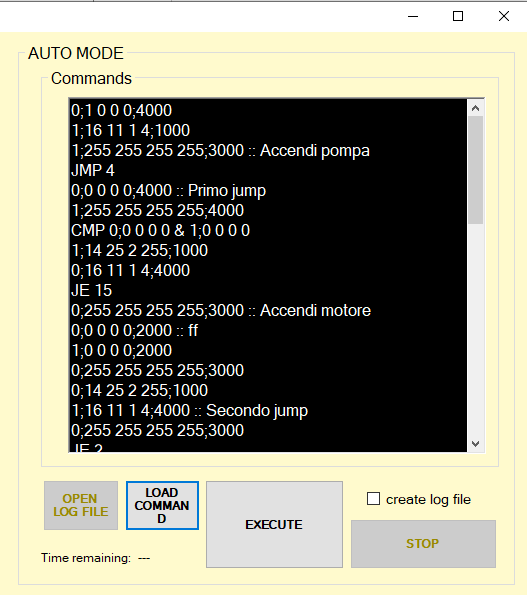 AUTO MODE
Commands
0;1 0 0 0;4000
1;16 11 1 4;1000
1;255 255 255 255;3000 :: Accendi pompa
JMP 4
0;0 0 0 0;4000 :: Primo jump
1;255 255 255 255;4000
CMP 0;0 0 0 0 & 1;0 0 0 0
1;14 25 2 255;1000
0;16 11 1 4;4000
JE 15
0;255 255 255 255;3000 :: Accendi motore
0;0 0 0 0;2000 :: ff
1;0 0 0 0;2000
0;255 255 255 255;3000
0;14 25 2 255;1000
1;16 11 1 4;4000 :: Secondo jump
0;255 255 255 255;3000
JE 2
OPEN
LOG FILE
LOAD
COMMAN
D
EXECUTE
create log file
STOP
Time remaining: ---